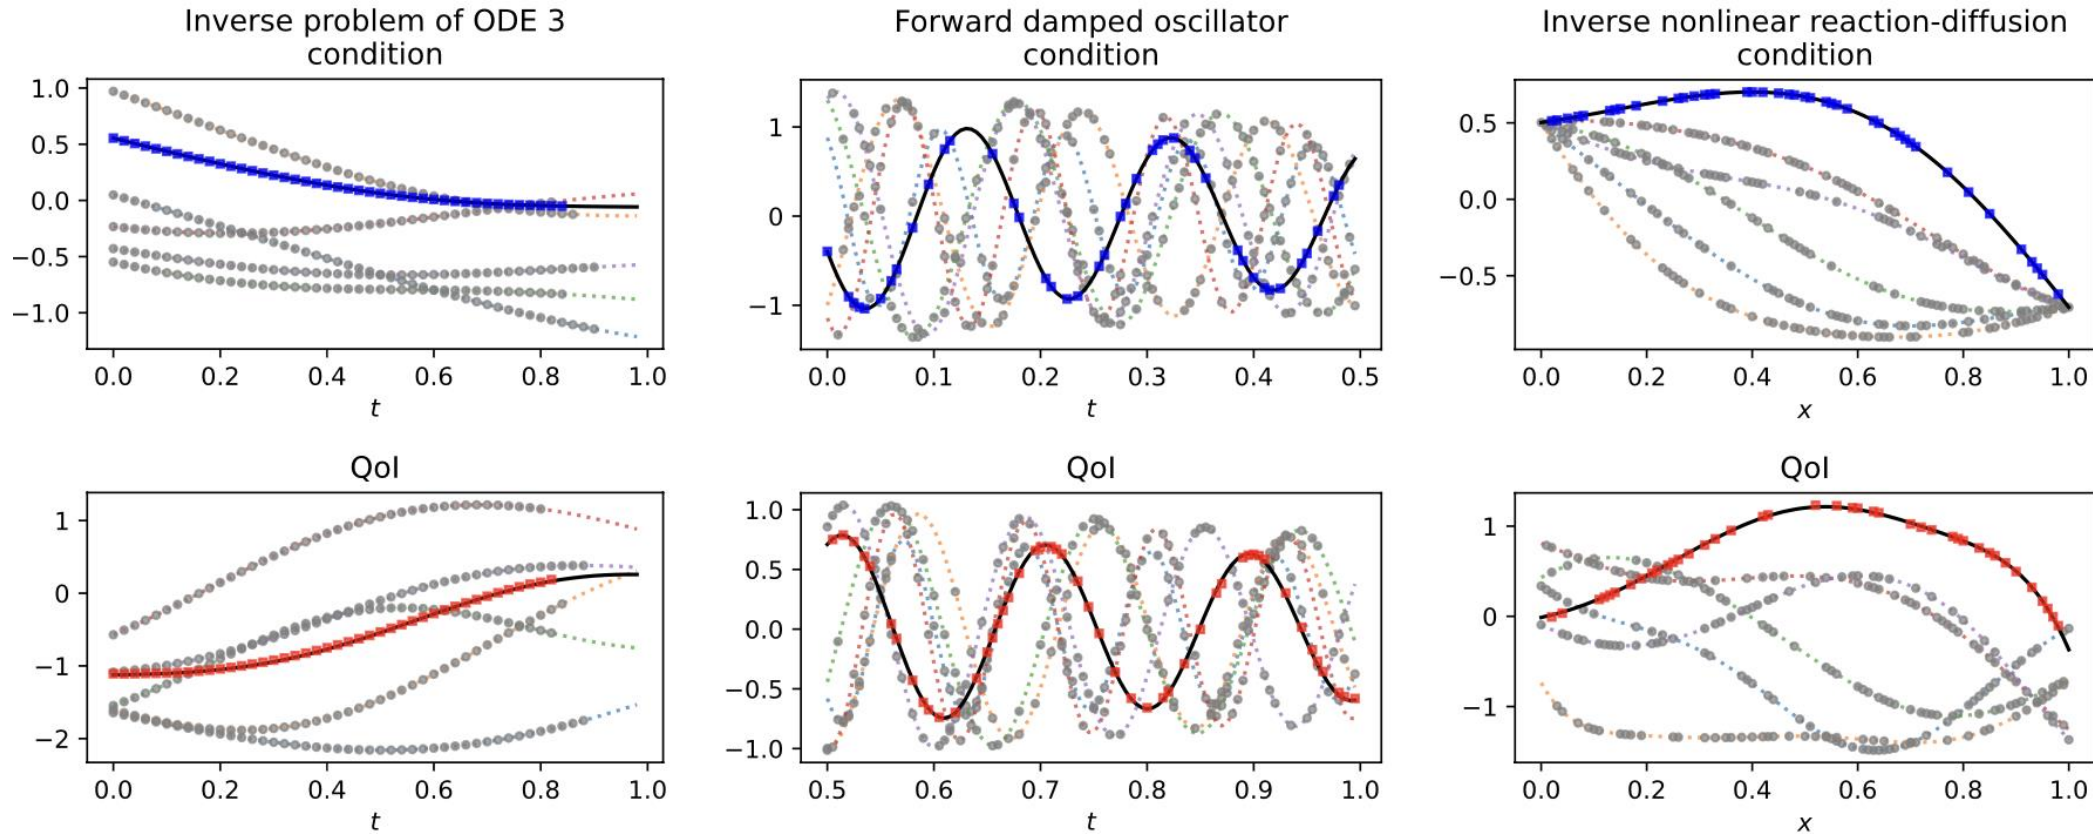 Inverse problem of ODE 3
condition
Forward damped oscillator
condition
Inverse nonlinear reaction-diffusion
condition
1.0
0.5
0.0
−0.5
−1.0
0.0 0.2 0.4 0.6 0.8 1.0
t
1
0
−1
0.0 0.1 0.2 0.3 0.4 0.5
t
0.5
0.0
−0.5
0.0 0.2 0.4 0.6 0.8 1.0
x
QoI
QoI
QoI
1
0
−1
−2
0.0 0.2 0.4 0.6 0.8 1.0
t
1.0
0.5
0.0
−0.5
−1.0
0.5 0.6 0.7 0.8 0.9 1.0
t
1
0
−1
0.0 0.2 0.4 0.6 0.8 1.0
x